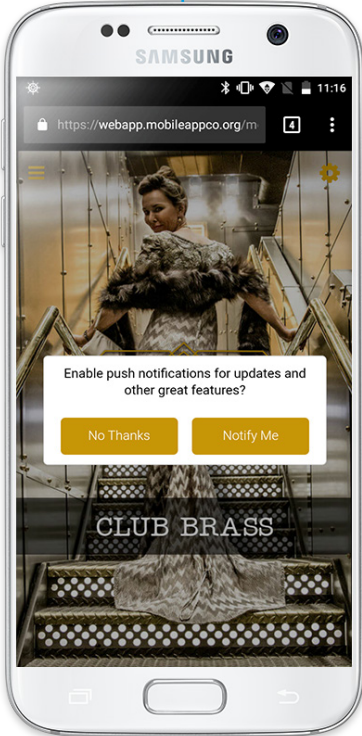 SAMSUNG
11:16
https://webapp.mobileappco.org/m
4
Enable push notifications for updates and
other great features?
No Thanks
Notify Me
CLUB BRASS